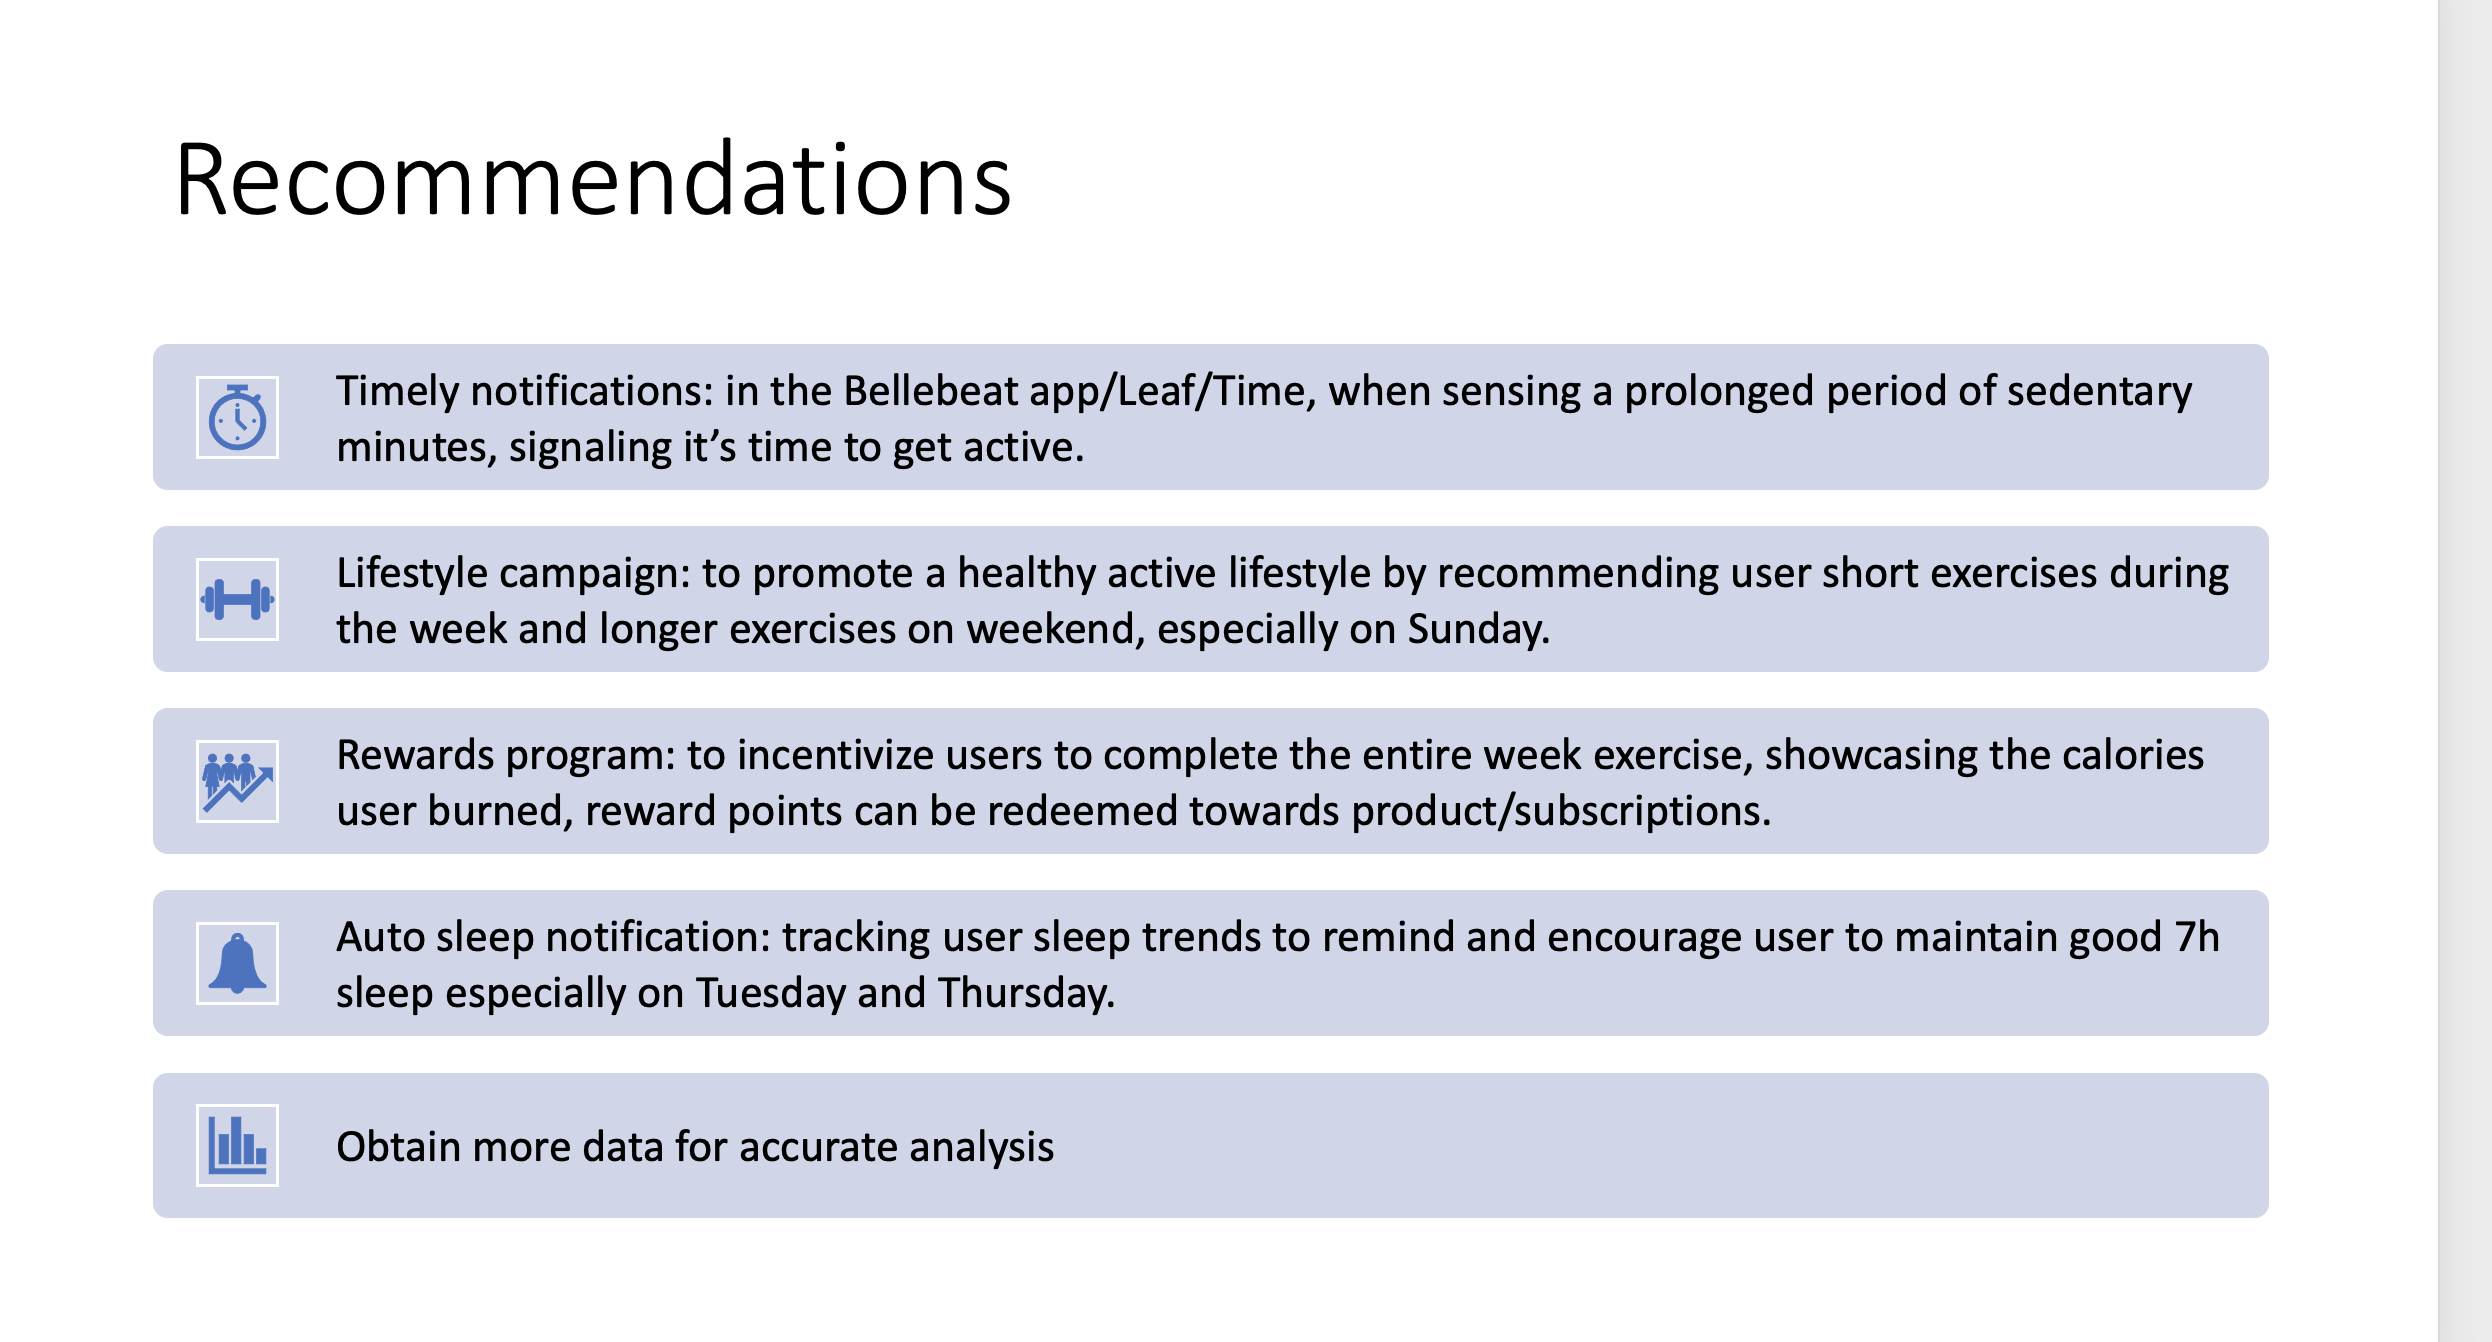 Recommendations
Timely notifications: in the Bellebeat app/Leaf/Time, when sensing a prolonged period of sedentary
minutes, signaling it’s time to get active.
Lifestyle campaign: to promote a healthy active lifestyle by recommending user short exercises during
the week and longer exercises on weekend, especially on Sunday.
Rewards program: to incentivize users to complete the entire week exercise, showcasing the calories
user burned, reward points can be redeemed towards product/subscriptions.
Auto sleep notification: tracking user sleep trends to remind and encourage user to maintain good 7h
sleep especially on Tuesday and Thursday.
Obtain more data for accurate analysis